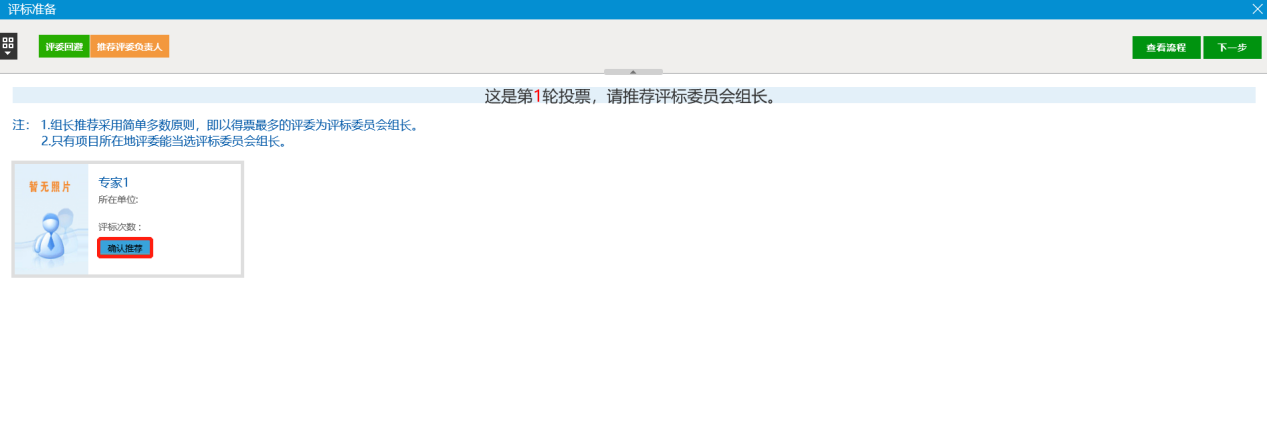 评标准备
评委回避 推荐评委负责人 查看流程 下一步
这是第1轮投票，请推荐评标委员会组长。
注： 1.组长推荐采用简单多数原则，即以得票最多的评委为评标委员会组长。
2.只有项目所在地评委能当选评标委员会组长。
暂无照片
专家1
所在单位:
评标次数：
确认推荐